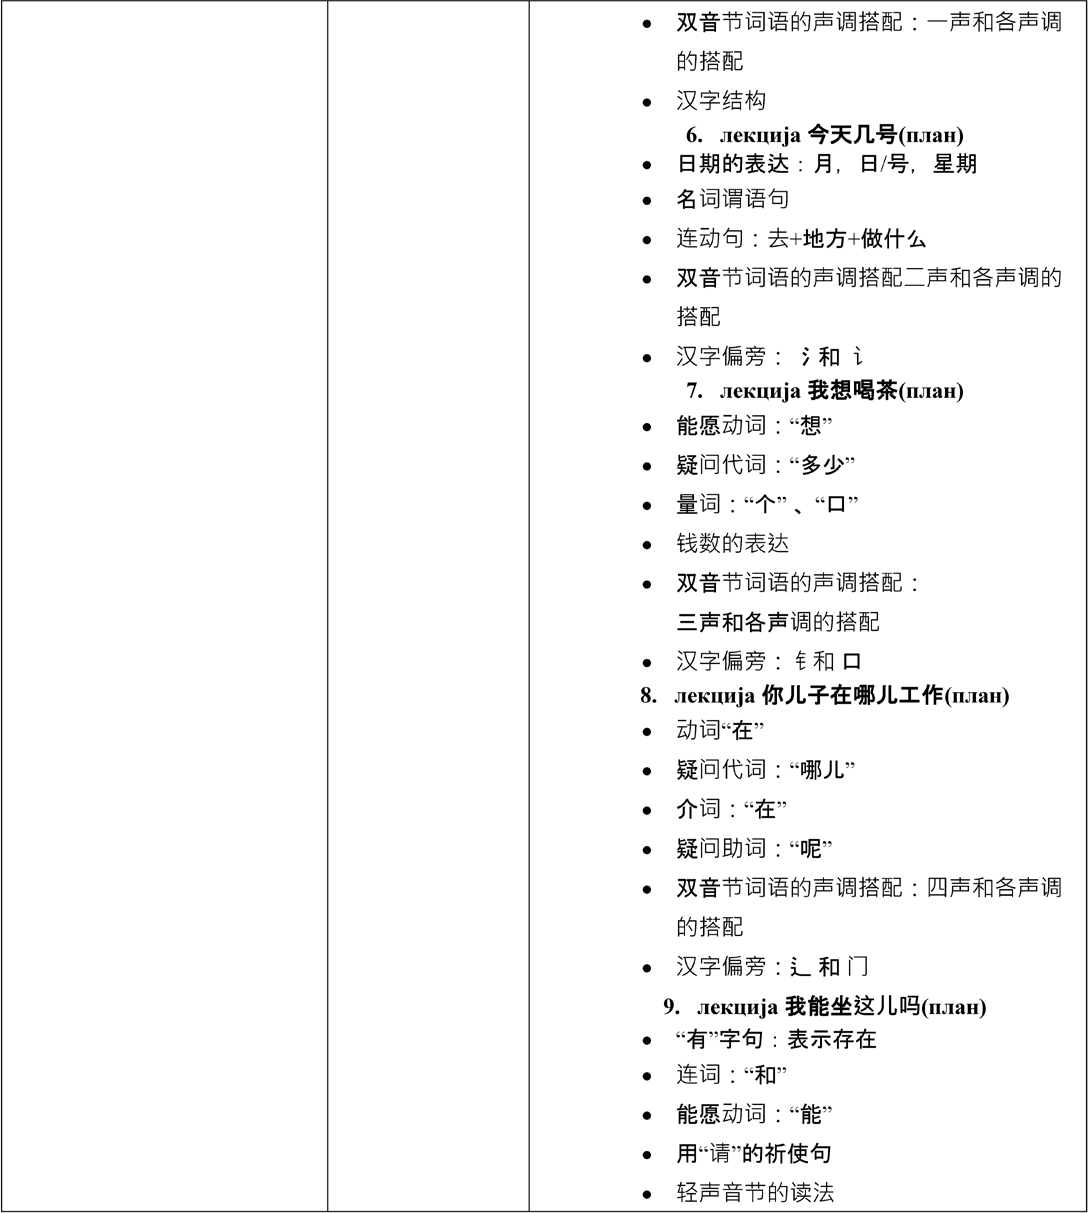 • 双音节词语的声调搭配：一声和各声调
的搭配
• 汉字结构
6. лекција 今天几号(план)
• 日期的表达：月，日/号，星期
• 名词谓语句
• 连动句：去+地方+做什么
• 双音节词语的声调搭配二声和各声调的
搭配
• 汉字偏旁： 氵和 讠
7. лекција 我想喝茶(план)
• 能愿动词：“想”
• 疑问代词：“多少”
• 量词：“个” 、“口”
• 钱数的表达
• 双音节词语的声调搭配：
三声和各声调的搭配
• 汉字偏旁： 钅和 口
8. лекција 你儿子在哪儿工作(план)
• 动词“在”
• 疑问代词：“哪儿”
• 介词：“在”
• 疑问助词：“呢”
• 双音节词语的声调搭配：四声和各声调
的搭配
• 汉字偏旁：辶 和 门
9. лекција 我能坐这儿吗(план)
• “有”字句：表示存在
• 连词：“和”
• 能愿动词：“能”
• 用“请”的祈使句
• 轻声音节的读法